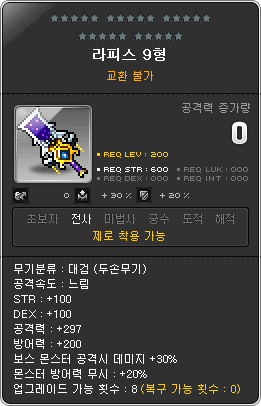 라피스 9형
교환 불가
공격력 증가량
0
REQ LEV : 200
REQ STR : 600
REQ LUK : 000
REQ DEX : 000
REQ INT : 000
0
+ 30 %
+ 20 %
초보자 전사 마법사 궁수 도적 해적
제로 착용 가능
무기분류 : 대검 (두손무기)
공격속도 : 느림
STR : +100
DEX : +100
공격력 : +297
방어력 : +200
보스 몬스터 공격시 데미지 +30%
몬스터 방어력 무시 : +20%
업그레이드 가능 횟수 : 8 (복구 가능 횟수 : 0)